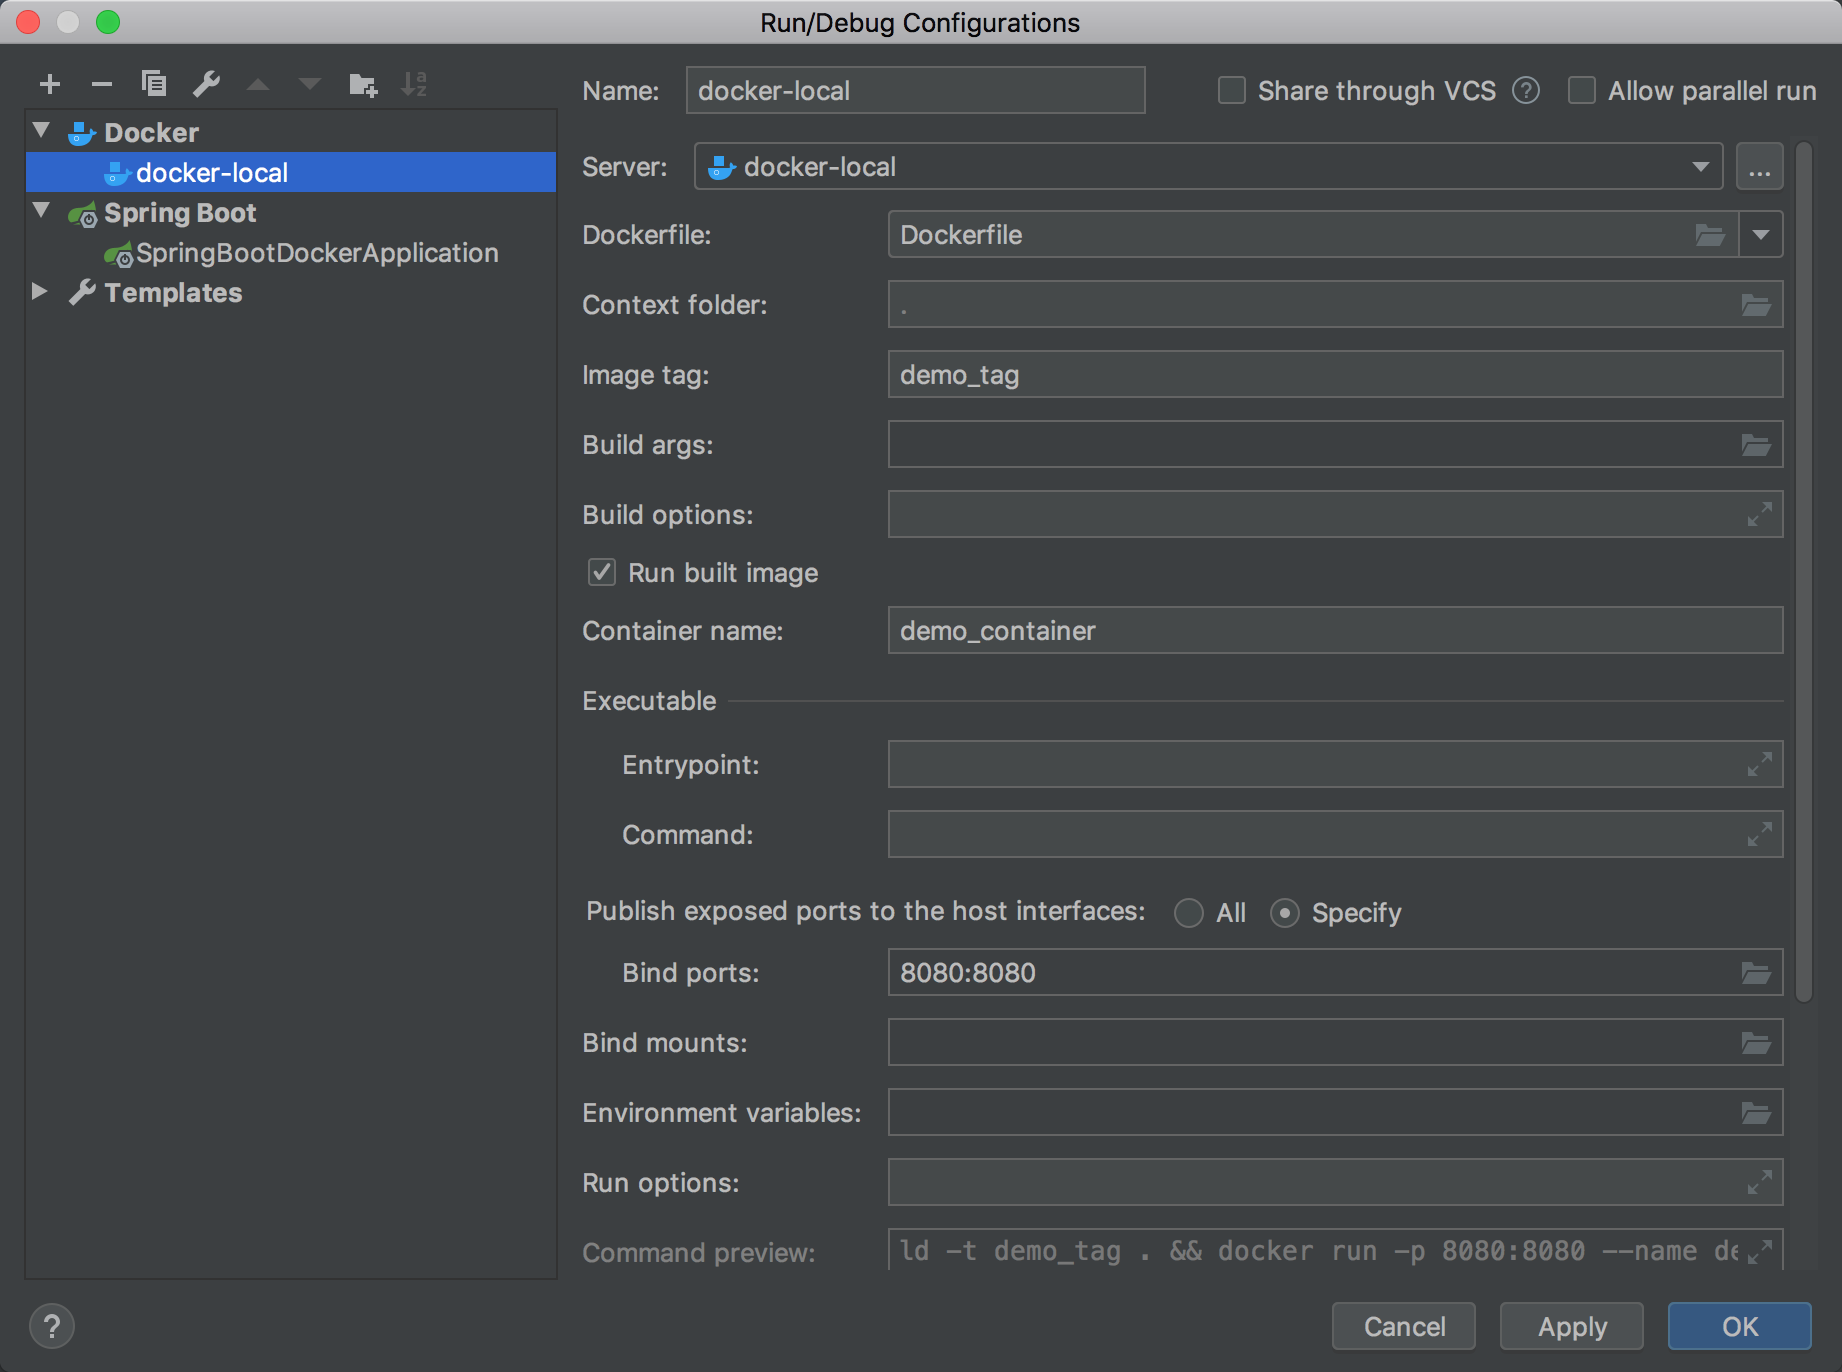 Run/Debug Configurations
Name: docker-local Share through VCS ? Allow parallel run
Docker
docker-local
Spring Boot
SpringBootDockerApplication
Templates
Server: docker-local ...
Dockerfile: Dockerfile
Context folder: .
Image tag: demo_tag
Build args:
Build options:
Run built image
Container name: demo_container
Executable
Entrypoint:
Command:
Publish exposed ports to the host interfaces: All Specify
Bind ports: 8080:8080
Bind mounts:
Environment variables:
Run options:
Command preview: ld -t demo_tag . && docker run -p 8080:8080 --name de
? Cancel Apply OK